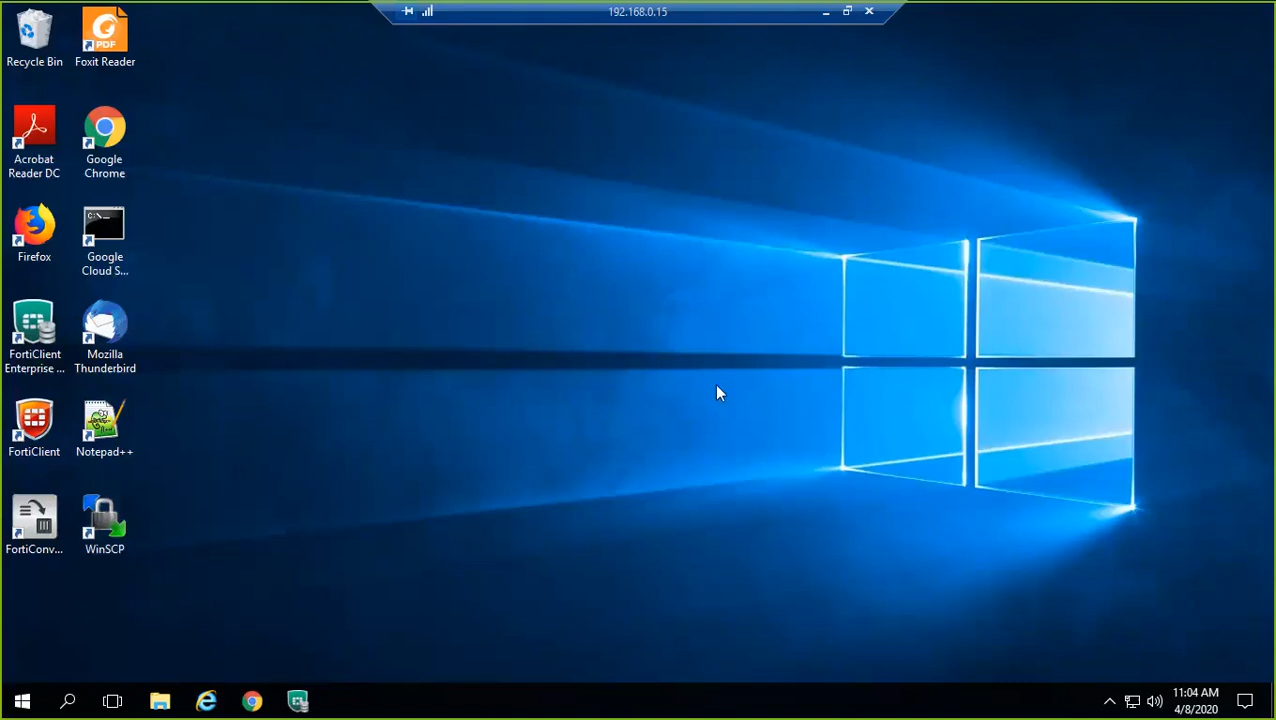 192.168.0.15
Recycle Bin
Foxit Reader
PDF
Acrobat
Reader DC
Google
Chrome
Firefox
C:\_
Google
Cloud S...
FortiClient
Enterprise ...
Mozilla
Thunderbird
FortiClient
Notepad++
FortiConv...
WinSCP
11:04 AM
4/8/2020